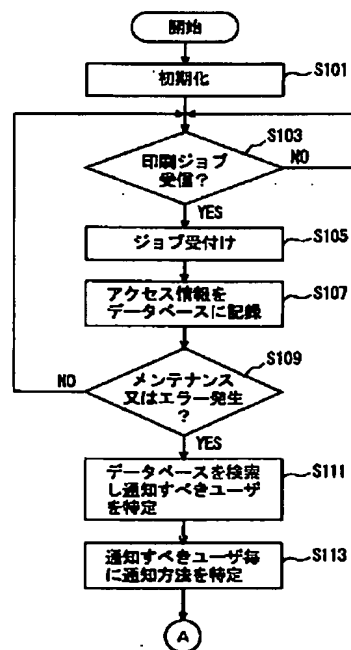 開始
初期化
S101
印刷ジョブ
受信?
S103
NO
YES
ジョブ受付け
S105
アクセス情報を
データベースに記録
S107
メンテナンス
又はエラー発生
?
S109
NO
YES
データベースを検索
し通知すべきユーザ
を特定
S111
通知すべきユーザ毎
に通知方法を特定
S113
A